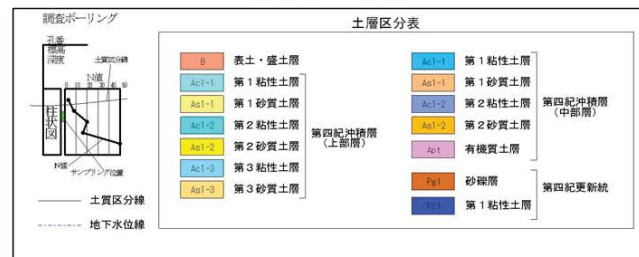 調査ボーリング
孔番
標高
深度
N値
土質区分線
0 10 20 30 40 50
柱状図
N値
サンプリング位置
土質区分線
地下水位線
土層区分表
B 表土・盛土層
Ac1-1 第1粘性土層
As1-1 第1砂質土層
Ac1-2 第2粘性土層
As1-2 第2砂質土層
Ac1-3 第3粘性土層
As1-3 第3砂質土層
第四紀沖積層
(上部層)
Ac1-1 第1粘性土層
As1-1 第1砂質土層
Ac1-2 第2粘性土層
As1-2 第2砂質土層
Apt 有機質土層
第四紀沖積層
(中部層)
Pg1 砂礫層
Pc1 第1粘性土層
第四紀更新統